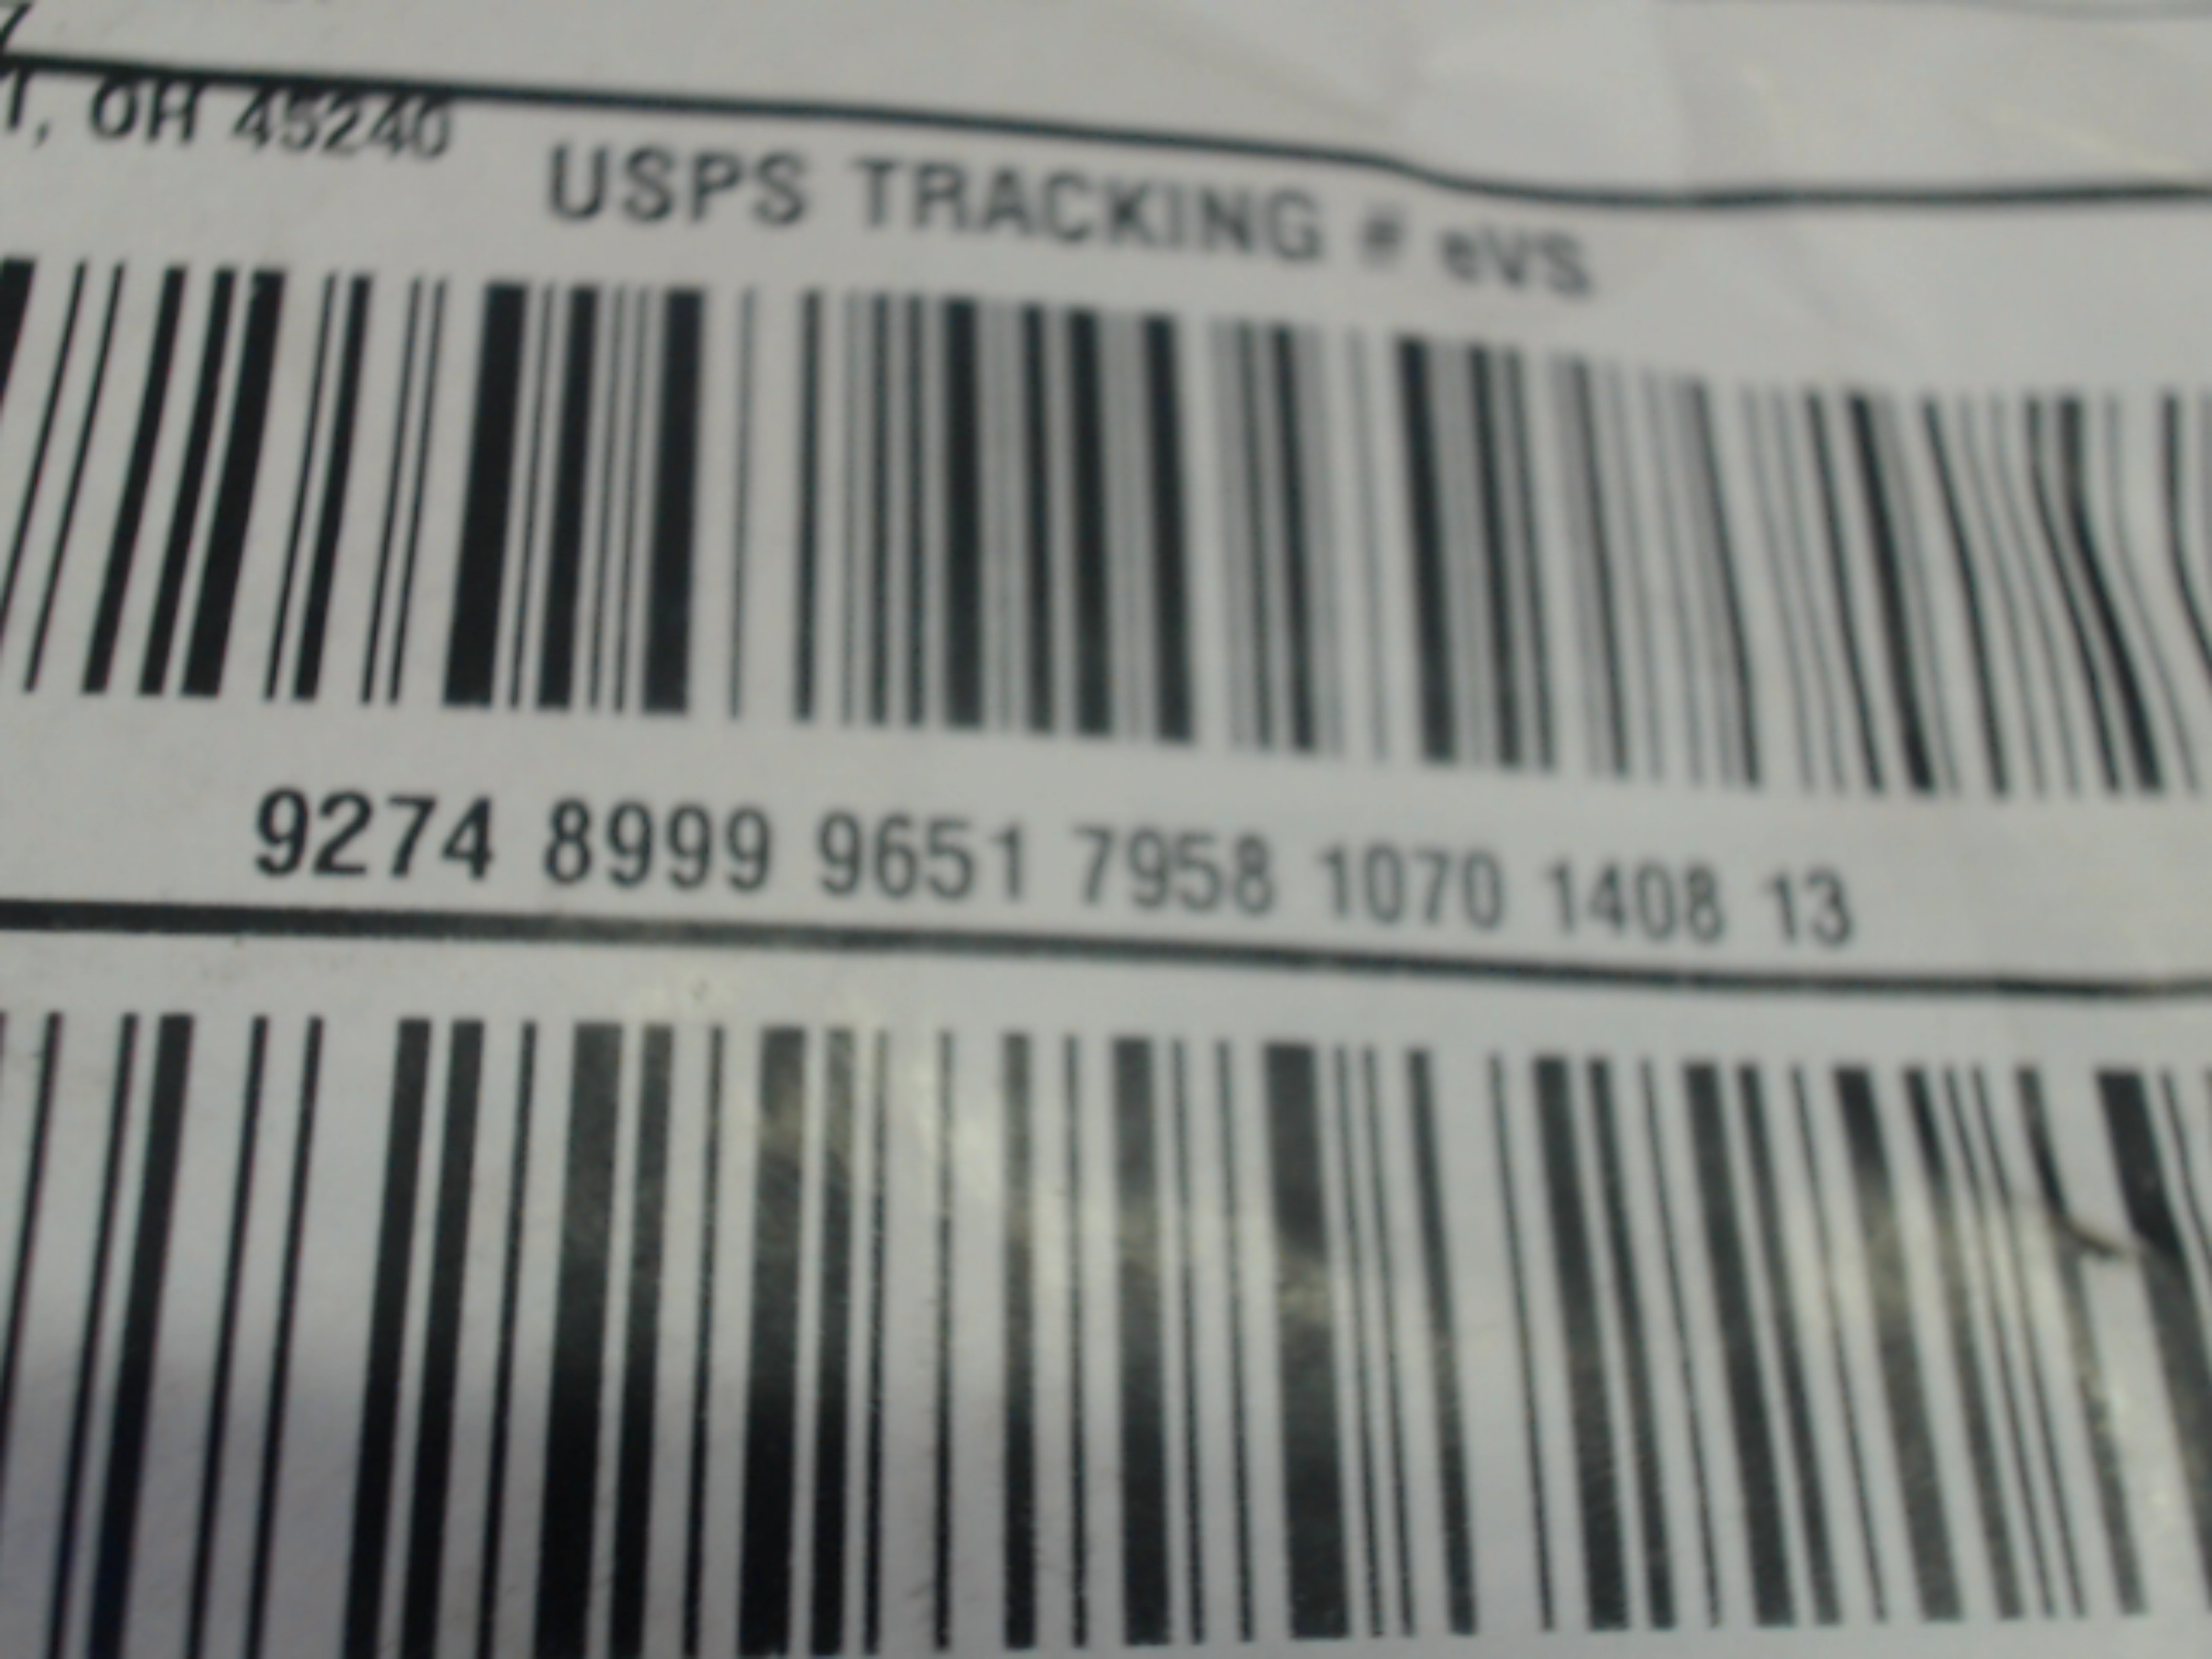 , OH 45240
USPS TRACKING # eVS
9274 8999 9651 7958 1070 1408 13